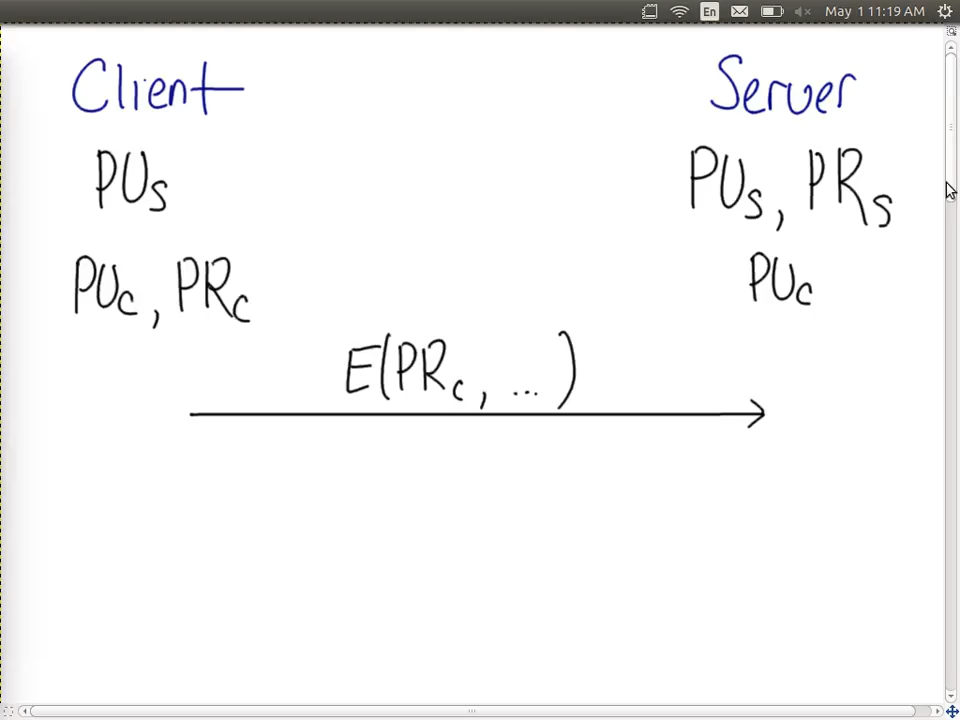 En May 1 11:19 AM
Client Server
PUs PUs, PRs
PUc, PRc PUc
E(PRc, ...)